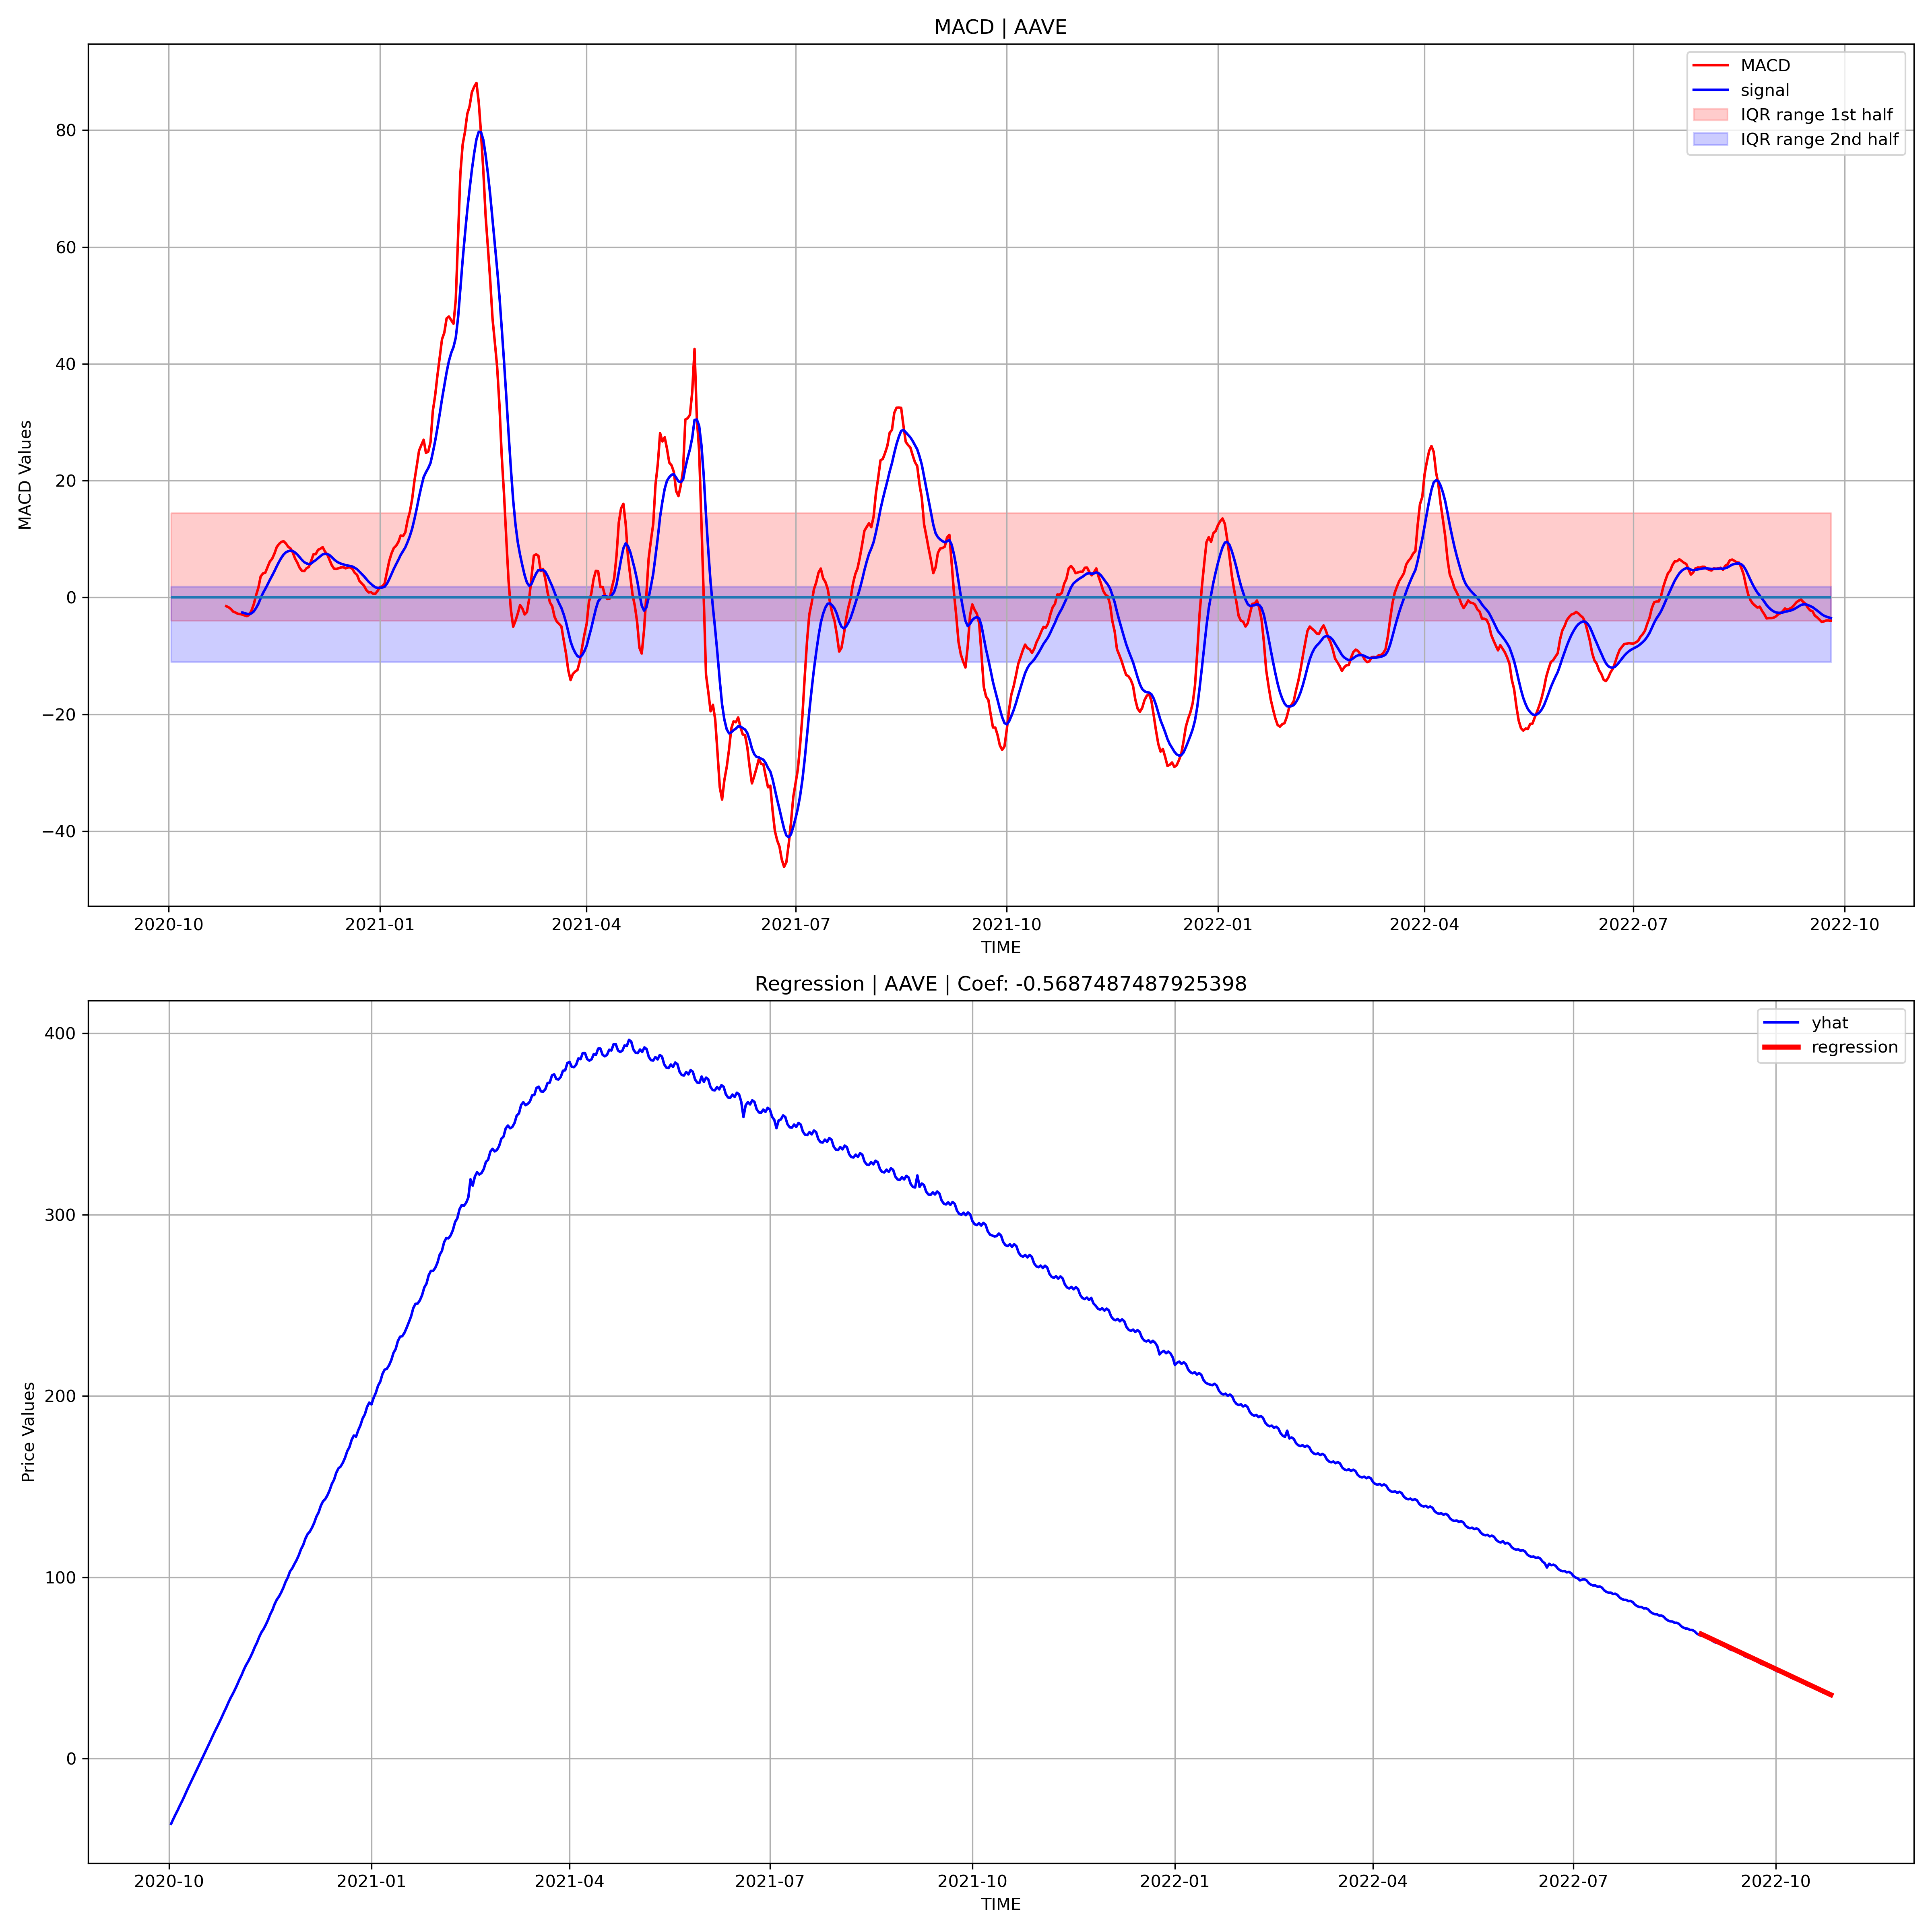 MACD | AAVE
MACD
signal
IQR range 1st half
IQR range 2nd half
MACD Values
80
60
40
20
0
−20
−40
2020-10 2021-01 2021-04 2021-07 2021-10 2022-01 2022-04 2022-07 2022-10
TIME
Regression | AAVE | Coef: -0.5687487487925398
yhat
regression
Price Values
400
300
200
100
0
2020-10 2021-01 2021-04 2021-07 2021-10 2022-01 2022-04 2022-07 2022-10
TIME